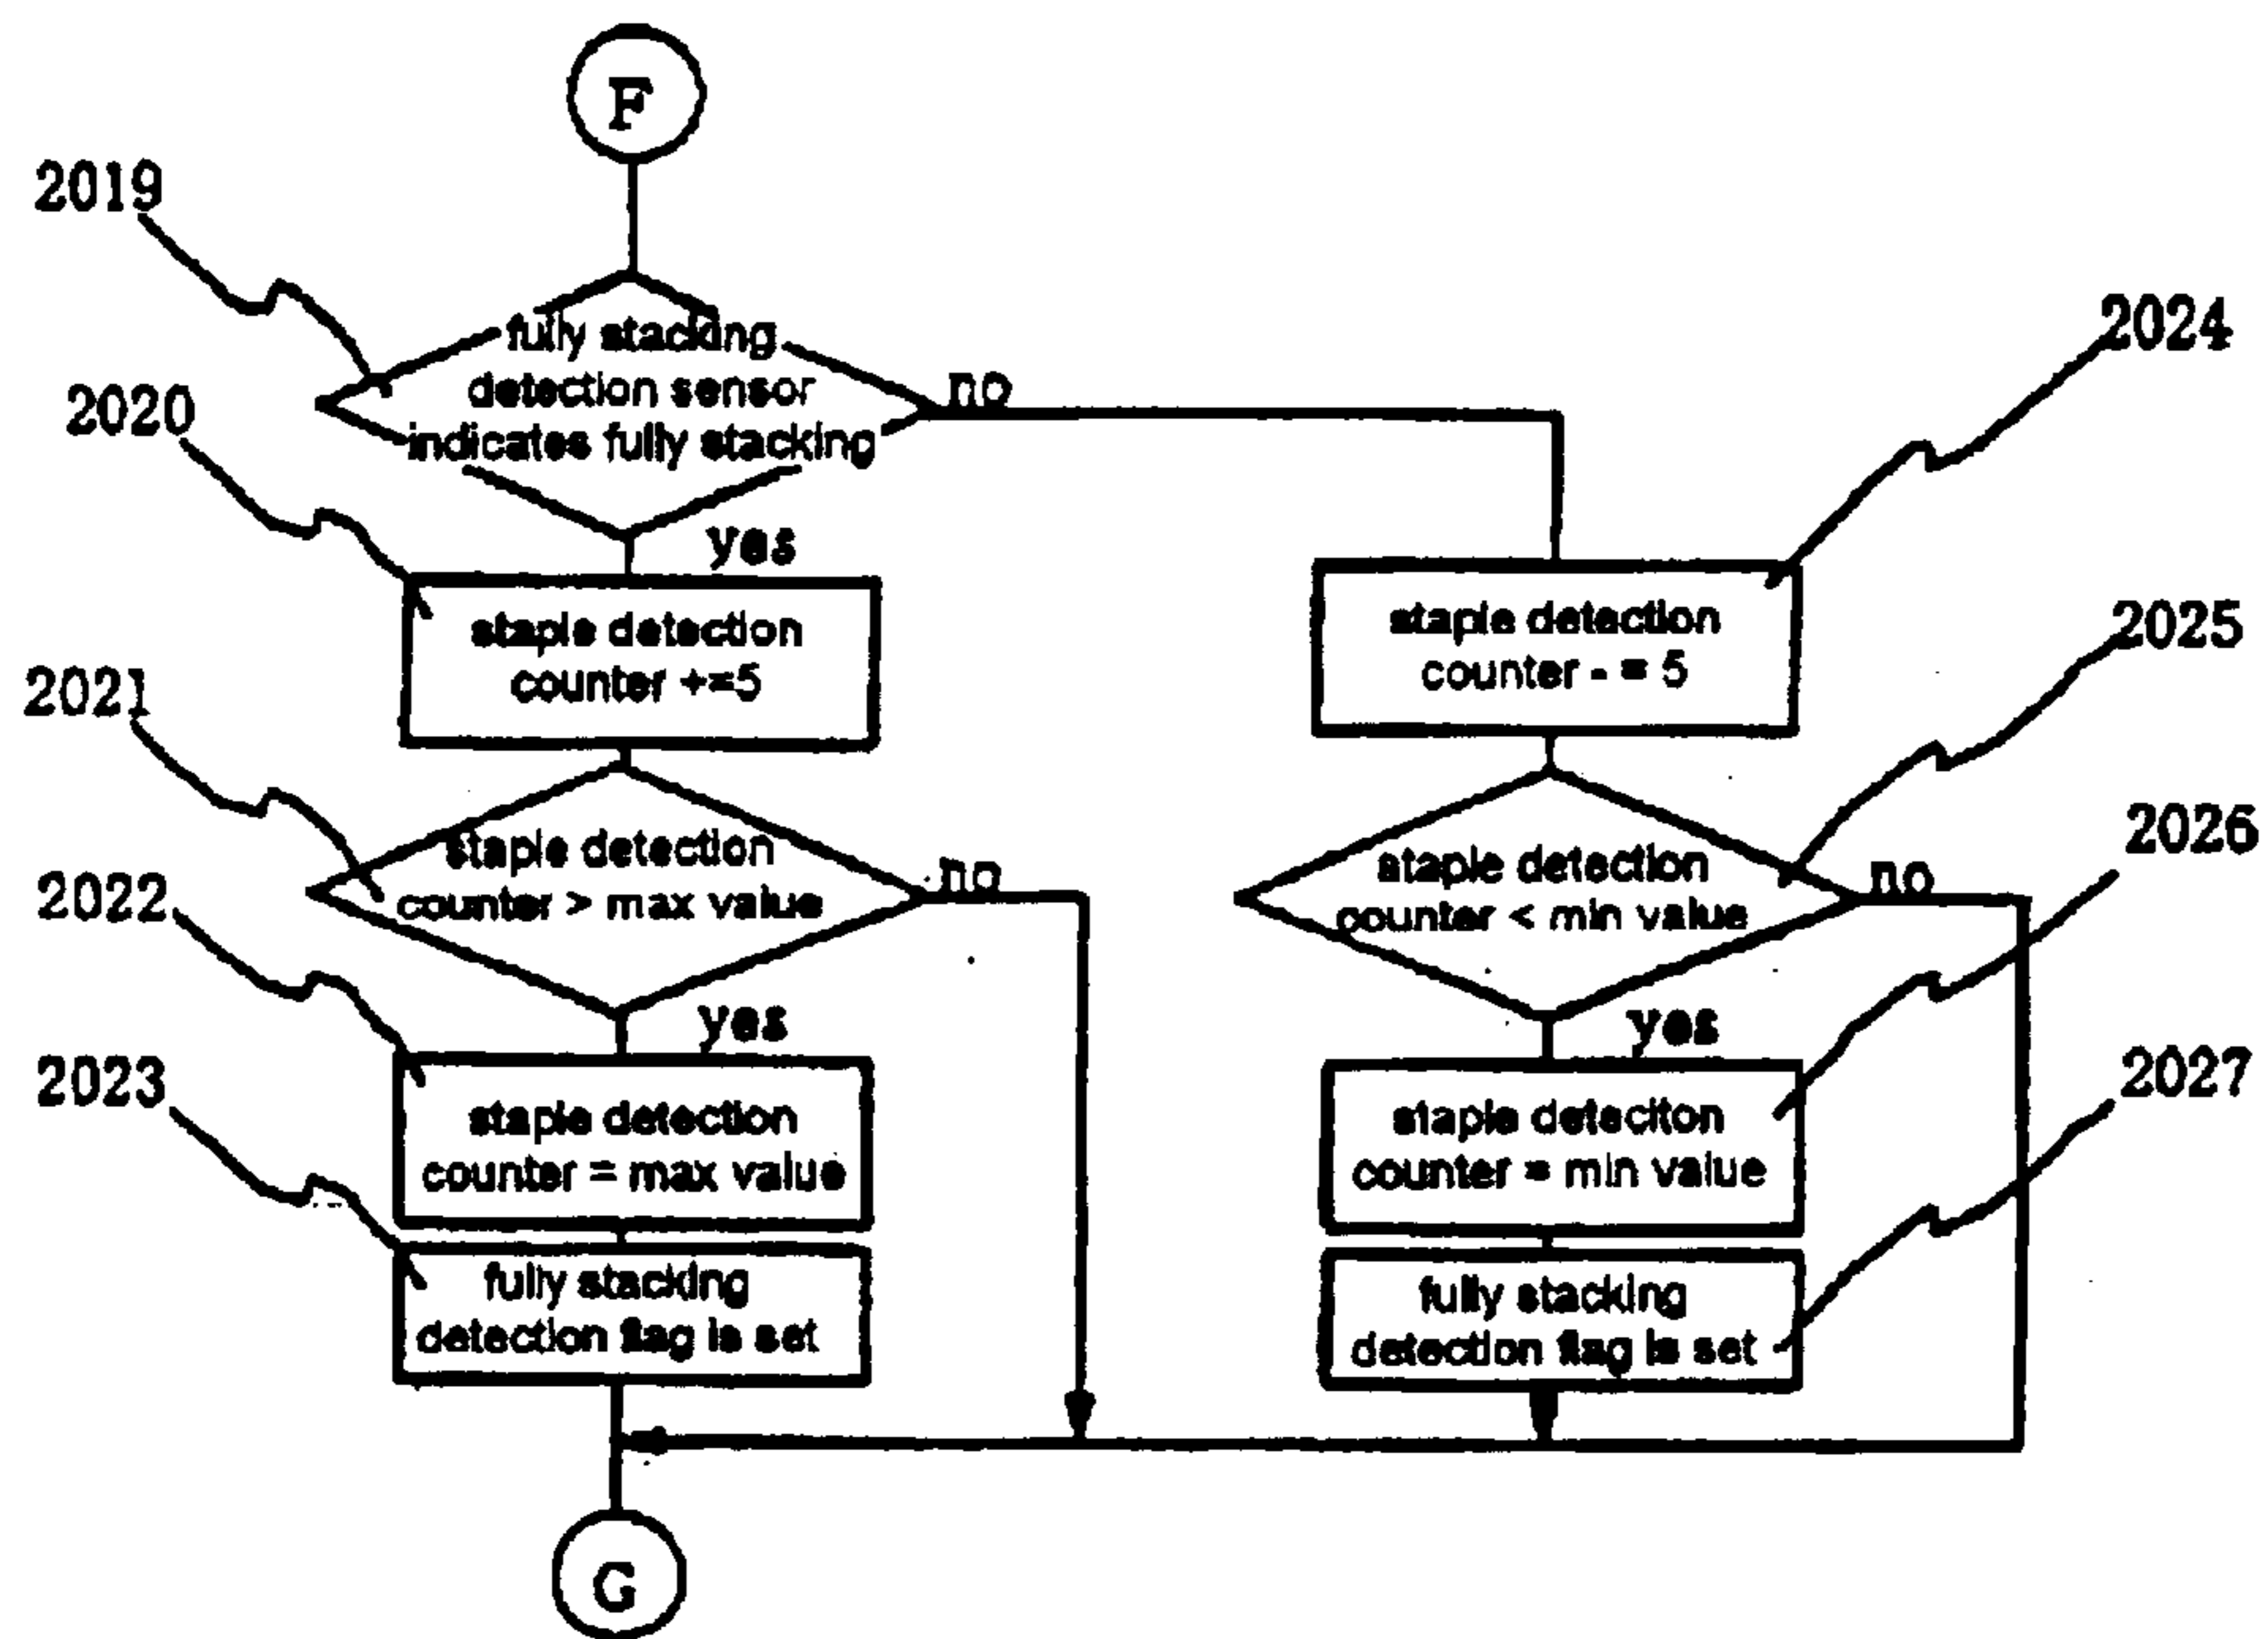 F
2019
fully stacking
detection sensor
indicates fully stacking
no
yes
2020
staple detection
counter +=5
2021
staple detection
counter > max value
no
yes
2022
staple detection
counter = max value
2023
fully stacking
detection flag is set
2024
staple detection
counter - = 5
2025
staple detection
counter < min value
no
yes
2026
staple deteciton
counter = min value
2027
fully stacking
detection flag is set
G